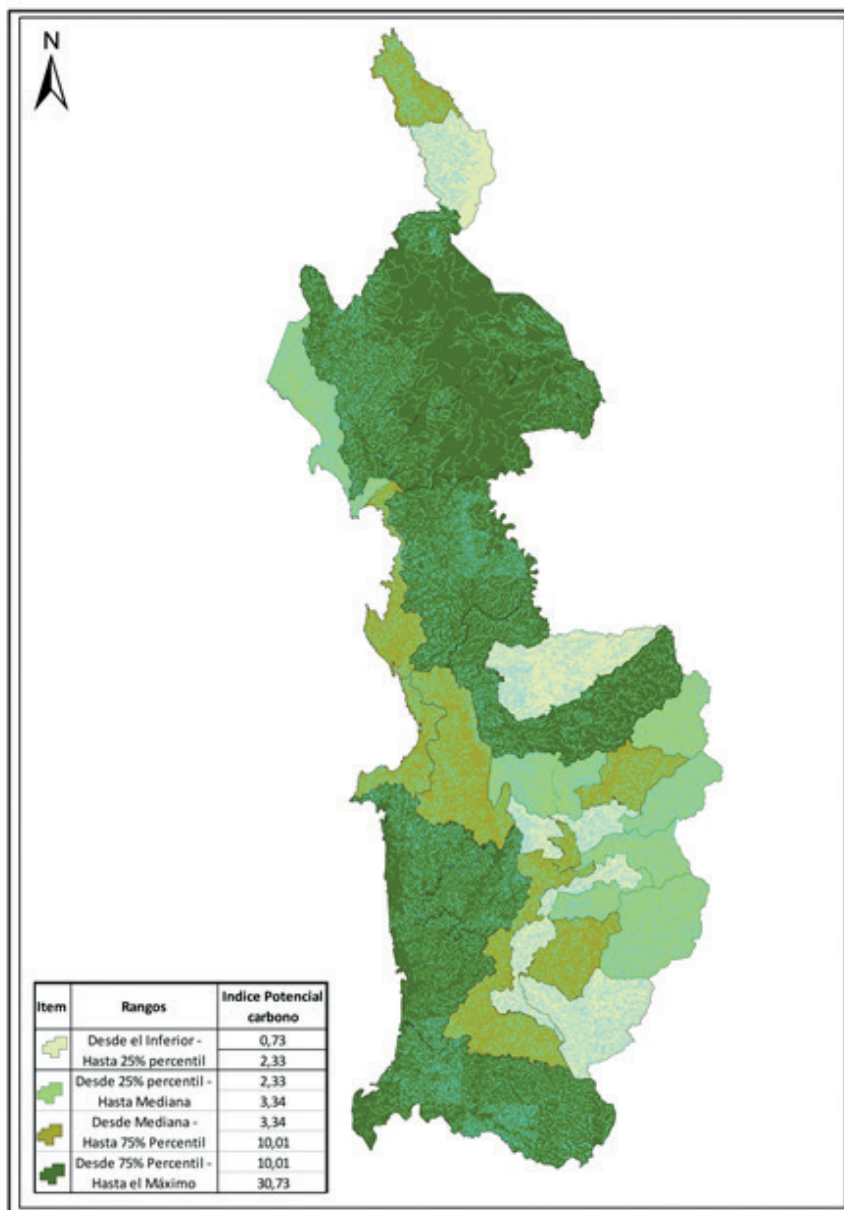 N
Item Rangos Indice Potencial
carbono
Desde el Inferior - 0,73
Hasta 25% percentil 2,33
Desde 25% percentil - 2,33
Hasta Mediana 3,34
Desde Mediana - 3,34
Hasta 75% Percentil 10,01
Desde 75% Percentil - 10,01
Hasta el Máximo 30,73